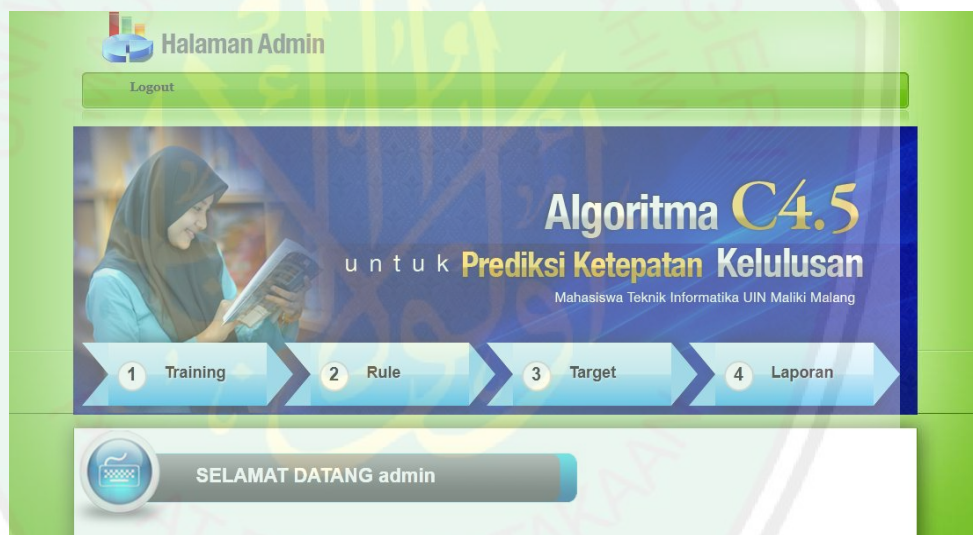 Halaman Admin
Logout
Algoritma C4.5
untuk Prediksi Ketepatan Kelulusan
Mahasiswa Teknik Informatika UIN Maliki Malang
1 Training
2 Rule
3 Target
4 Laporan
SELAMAT DATANG admin